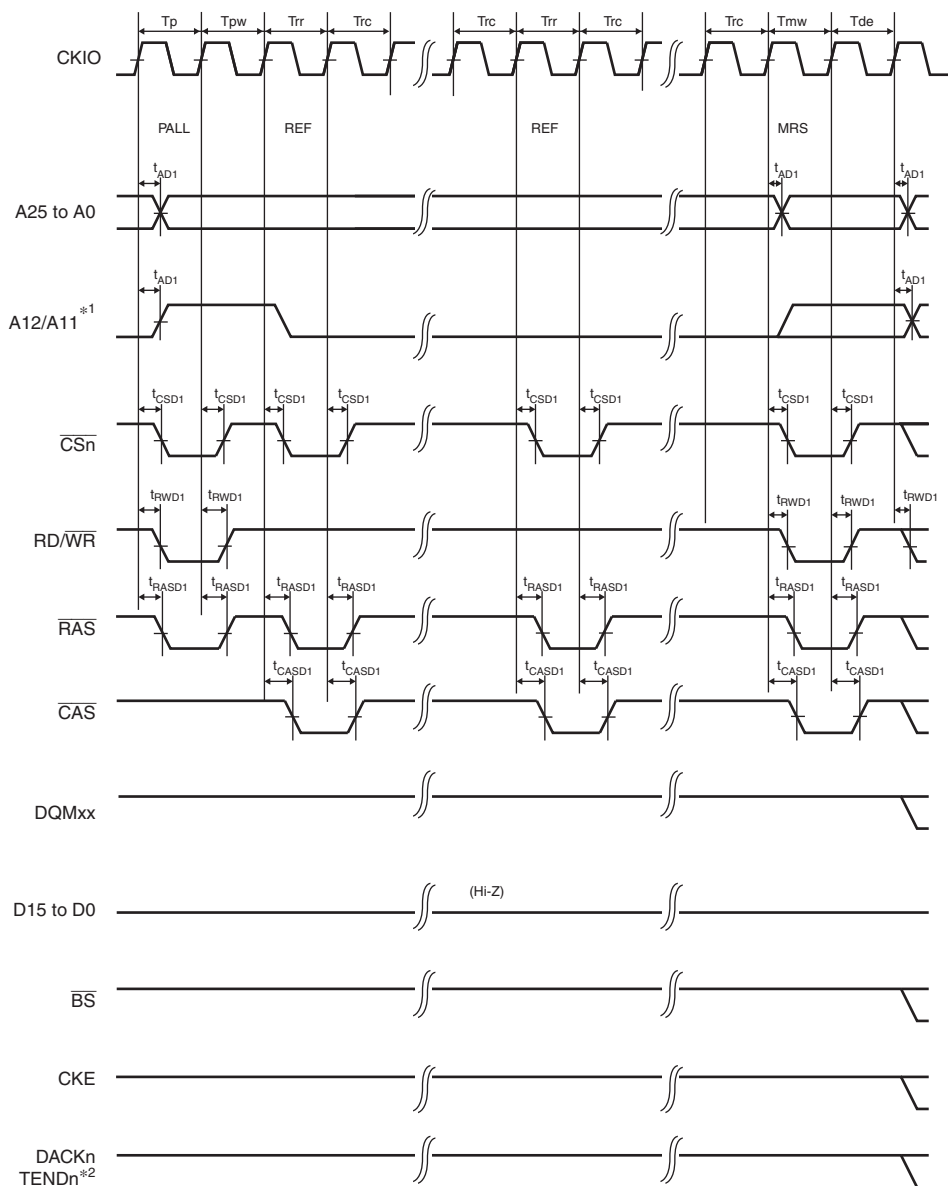 Tp Tpw Trr Trc Trc Trr Trc Trc Tmw Tde
CKIO
PALL REF REF MRS
tAD1 tAD1 tAD1
A25 to A0
tAD1 tAD1
A12/A11*1
tCSD1 tCSD1 tCSD1 tCSD1 tCSD1 tCSD1 tCSD1 tCSD1
CSn
tRWD1 tRWD1 tRWD1 tRWD1 tRWD1
RD/WR
tRASD1 tRASD1 tRASD1 tRASD1 tRASD1 tRASD1 tRASD1 tRASD1
RAS
tCASD1 tCASD1 tCASD1 tCASD1 tCASD1 tCASD1
CAS
DQMxx
(Hi-Z)
D15 to D0
BS
CKE
DACKn
TENDn*2